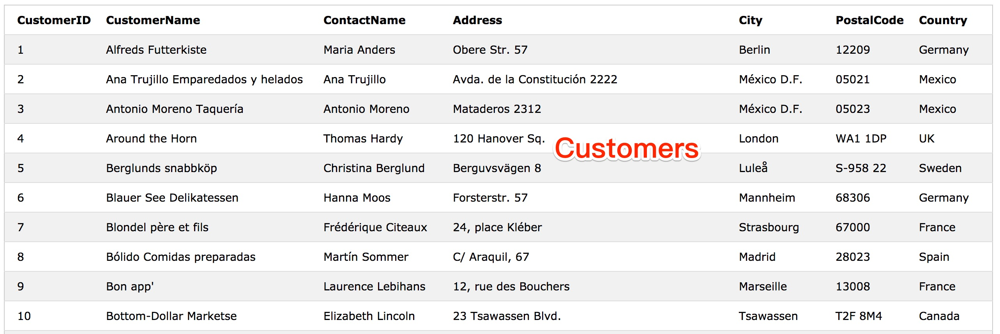 CustomerID CustomerName ContactName Address City PostalCode Country
1 Alfreds Futterkiste Maria Anders Obere Str. 57 Berlin 12209 Germany
2 Ana Trujillo Emparedados y helados Ana Trujillo Avda. de la Constitución 2222 México D.F. 05021 Mexico
3 Antonio Moreno Taquería Antonio Moreno Mataderos 2312 México D.F. 05023 Mexico
4 Around the Horn Thomas Hardy 120 Hanover Sq. London WA1 1DP UK
Customers
5 Berglunds snabbköp Christina Berglund Berguvsvägen 8 Luleå S-958 22 Sweden
6 Blauer See Delikatessen Hanna Moos Forsterstr. 57 Mannheim 68306 Germany
7 Blondel père et fils Frédérique Citeaux 24, place Kléber Strasbourg 67000 France
8 Bólido Comidas preparadas Martín Sommer C/ Araquil, 67 Madrid 28023 Spain
9 Bon app' Laurence Lebihans 12, rue des Bouchers Marseille 13008 France
10 Bottom-Dollar Marketse Elizabeth Lincoln 23 Tsawassen Blvd. Tsawassen T2F 8M4 Canada